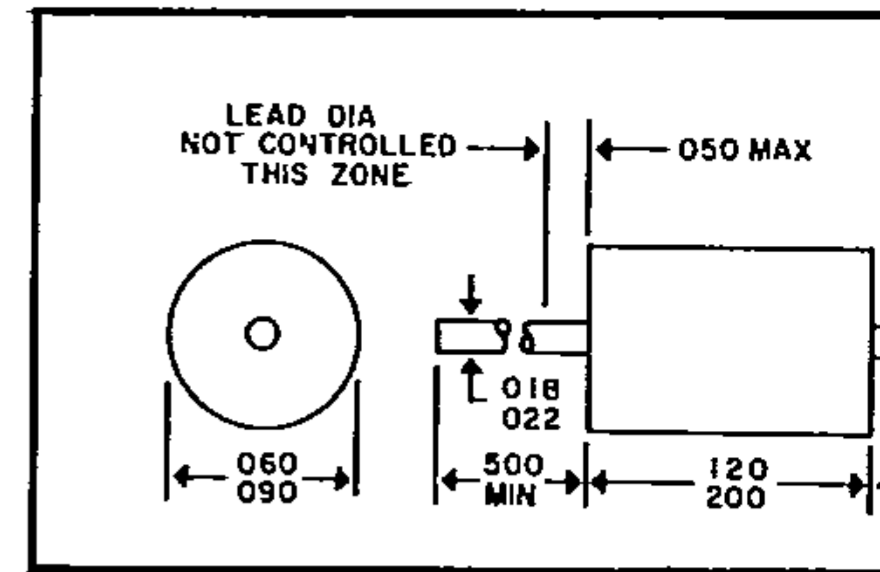 LEAD DIA
NOT CONTROLLED
THIS ZONE
050 MAX
018
022
060
090
500
MIN
120
200